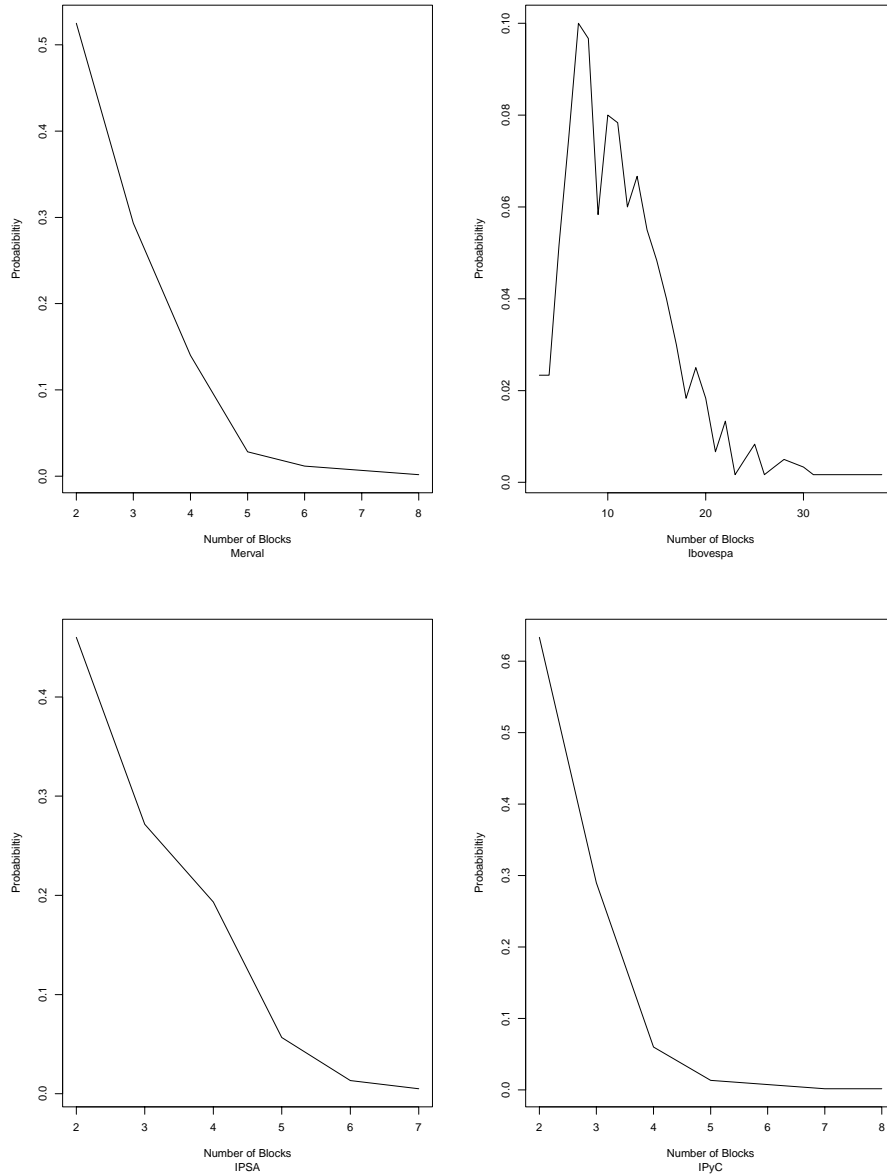 0.0 0.1 0.2 0.3 0.4 0.5
Probabibiltiy
2 3 4 5 6 7 8
Number of Blocks
Merval
0.0 0.02 0.04 0.06 0.08 0.10
Probabibiltiy
10 20 30
Number of Blocks
Ibovespa
0.0 0.1 0.2 0.3 0.4
Probabibiltiy
2 3 4 5 6 7
Number of Blocks
IPSA
0.0 0.1 0.2 0.3 0.4 0.5 0.6
Probabibiltiy
2 3 4 5 6 7 8
Number of Blocks
IPyC